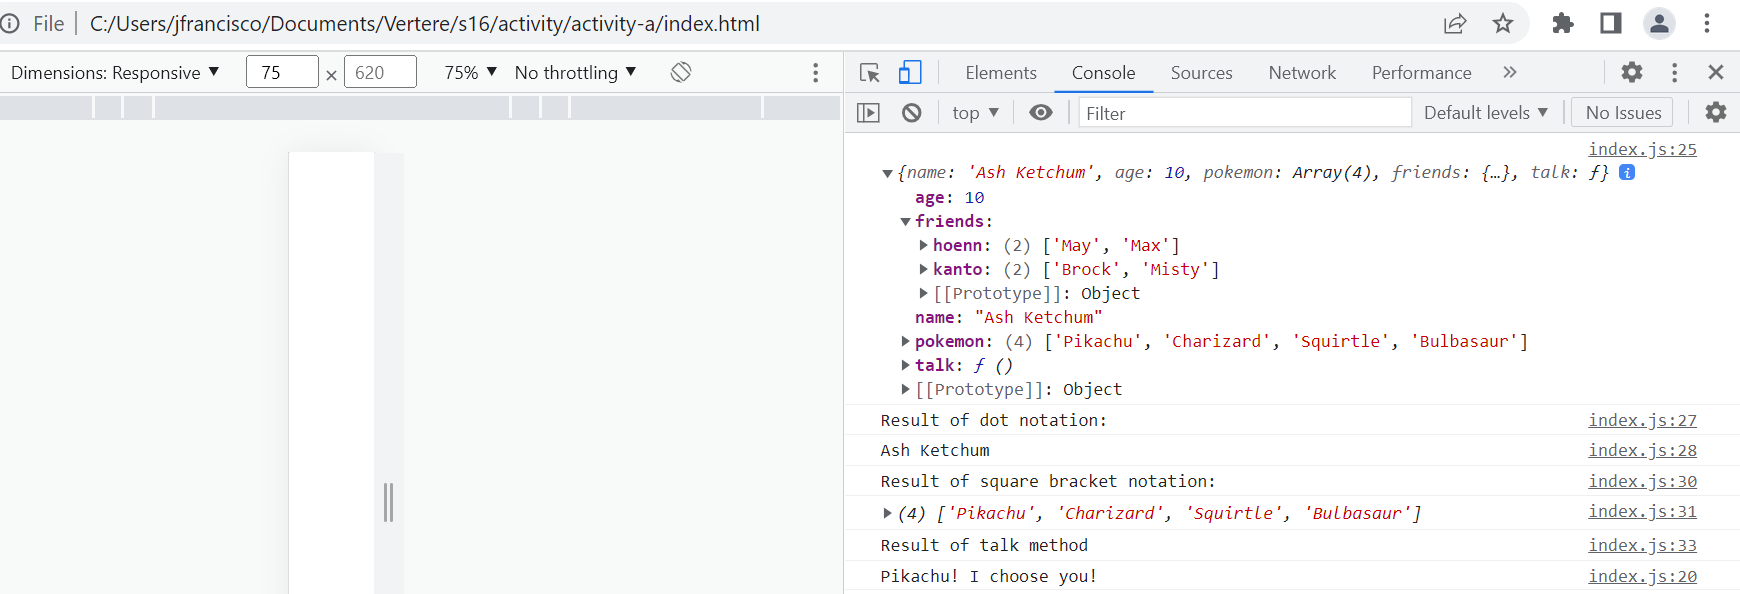 File | C:/Users/jfrancisco/Documents/Vertere/s16/activity/activity-a/index.html
Dimensions: Responsive ▼ 75 × 620 75% ▼ No throttling ▼
Elements Console Sources Network Performance »
top ▼ Filter Default levels ▼ No Issues
index.js:25
▼{name: 'Ash Ketchum', age: 10, pokemon: Array(4), friends: {…}, talk: ƒ} i
age: 10
▼friends:
▶hoenn: (2) ['May', 'Max']
▶kanto: (2) ['Brock', 'Misty']
▶[[Prototype]]: Object
name: "Ash Ketchum"
▶pokemon: (4) ['Pikachu', 'Charizard', 'Squirtle', 'Bulbasaur']
▶talk: ƒ ()
▶[[Prototype]]: Object
Result of dot notation: index.js:27
Ash Ketchum index.js:28
Result of square bracket notation: index.js:30
▶(4) ['Pikachu', 'Charizard', 'Squirtle', 'Bulbasaur'] index.js:31
Result of talk method index.js:33
Pikachu! I choose you! index.js:20